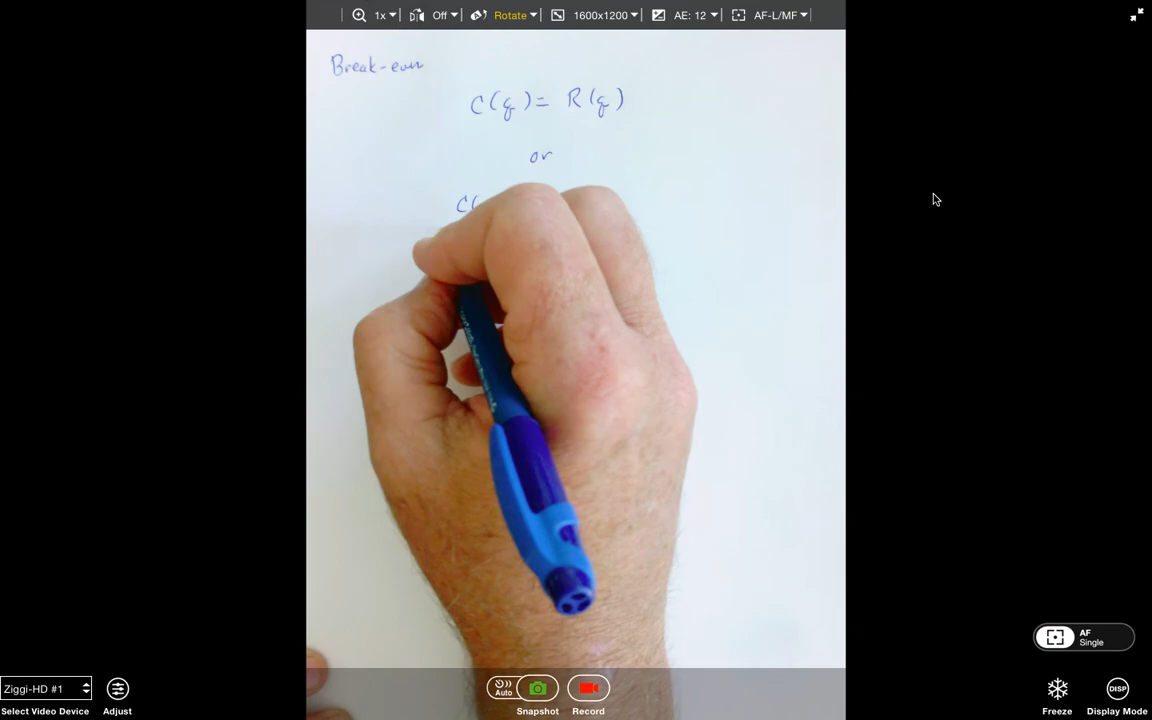 1x Off Rotate 1600x1200 AE: 12 AF-L/MF
Break-even
C(q) = R(q)
or
C(
AF
Single
Ziggi-HD #1
Auto
Select Video Device Adjust Snapshot Record Freeze Display Mode
DISP